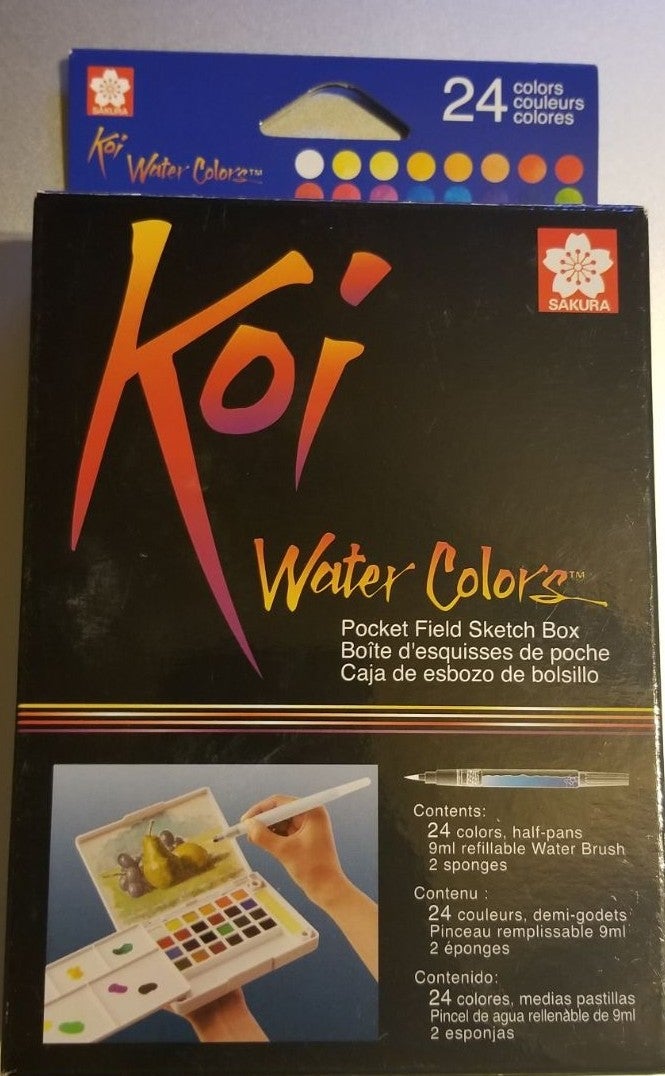 SAKURA
Koi Water Colors™
24 colors
couleurs
colores
Koi
SAKURA
Water Colors™
Pocket Field Sketch Box
Boîte d'esquisses de poche
Caja de esbozo de bolsillo
Contents:
24 colors, half-pans
9ml refillable Water Brush
2 sponges
Contenu :
24 couleurs, demi-godets
Pinceau remplissable 9ml
2 éponges
Contenido:
24 colores, medias pastillas
Pincel de agua rellenàble de 9ml
2 esponjas